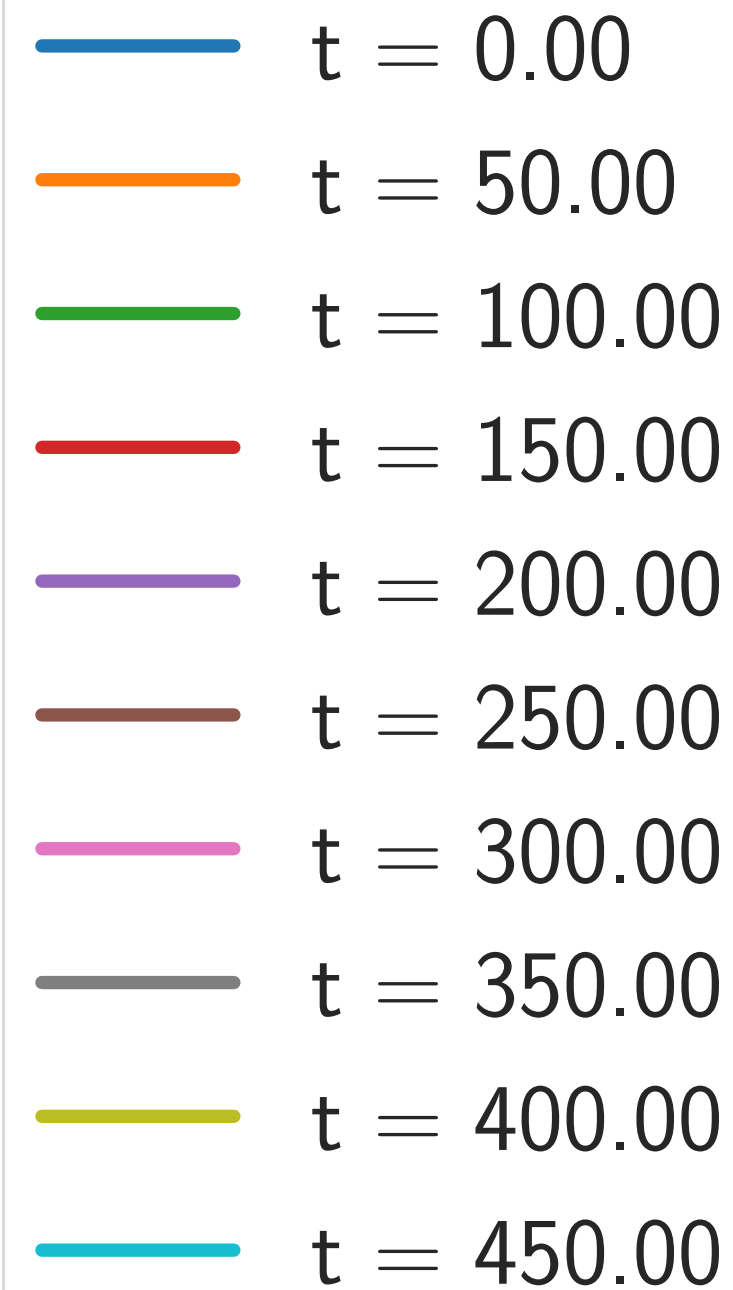 t = 0.00
t = 50.00
t = 100.00
t = 150.00
t = 200.00
t = 250.00
t = 300.00
t = 350.00
t = 400.00
t = 450.00